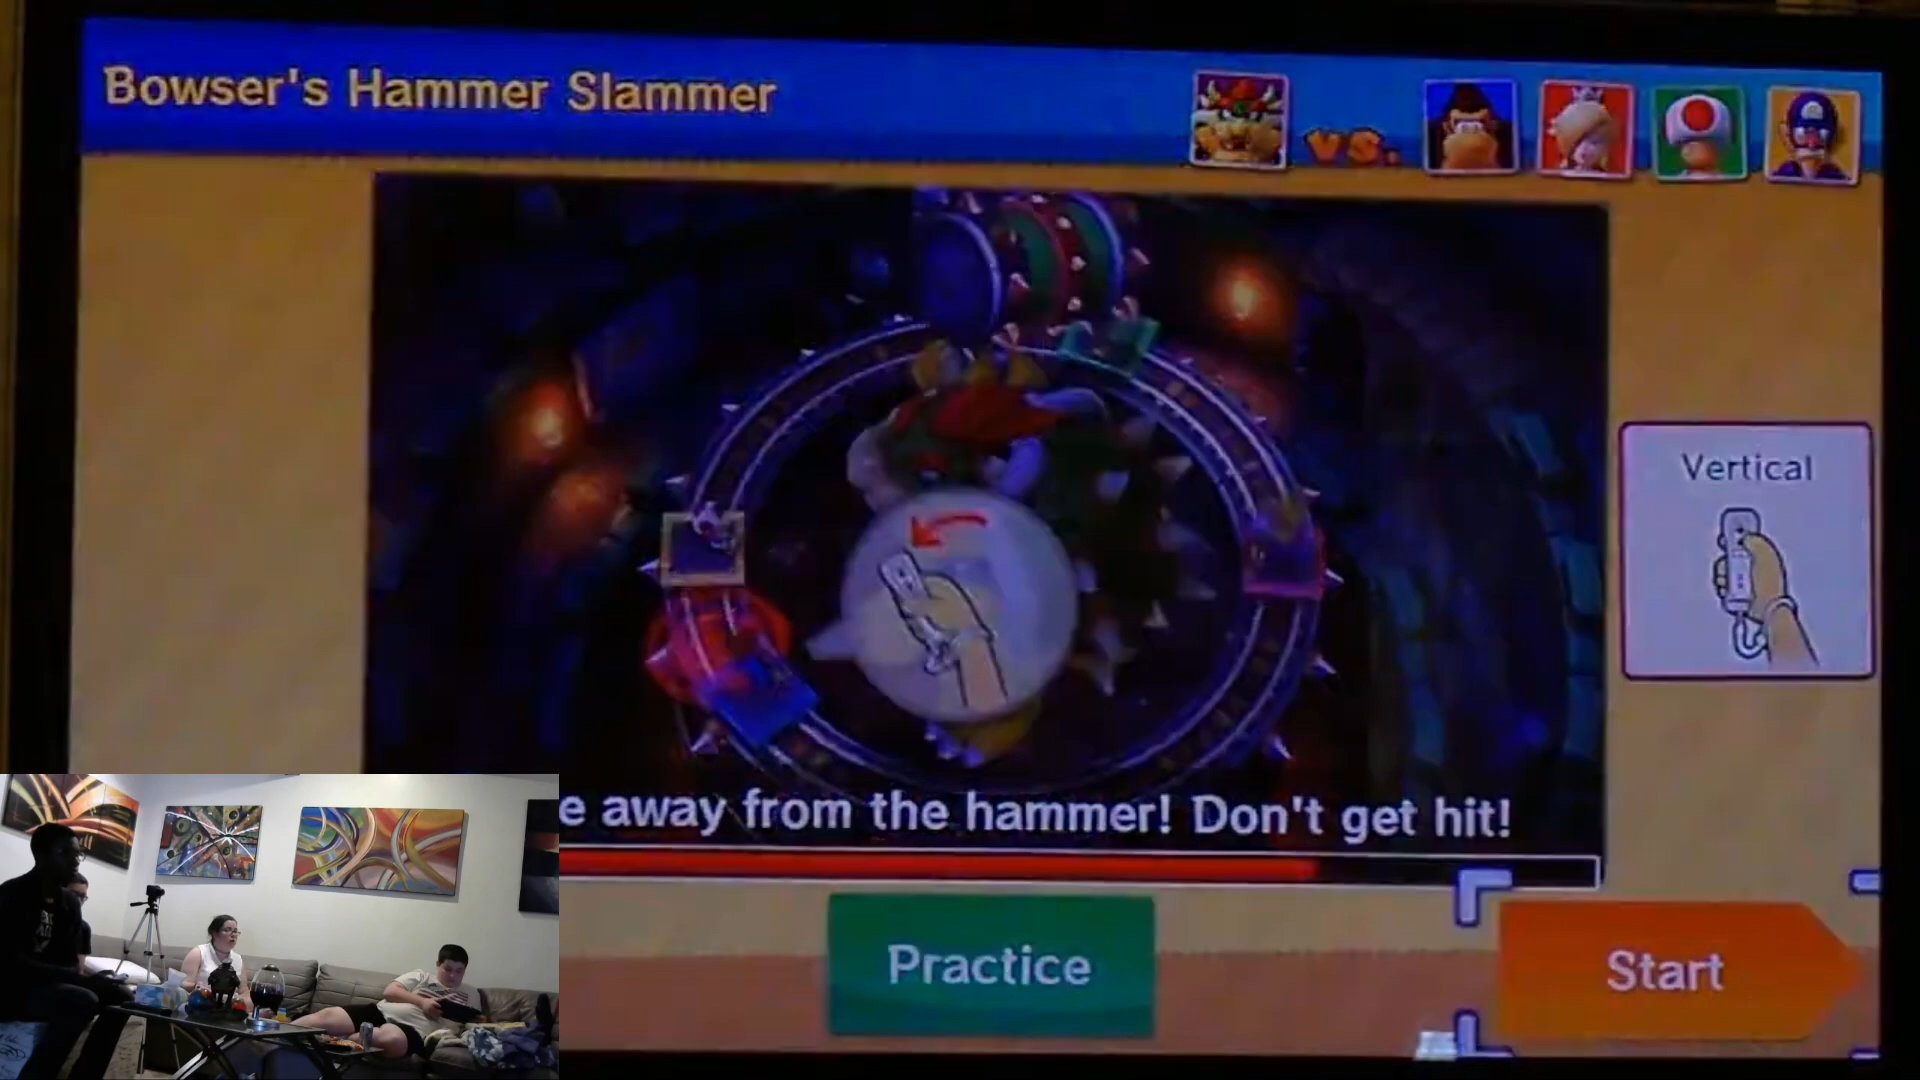 Bowser's Hammer Slammer
vs.
Vertical
e away from the hammer! Don't get hit!
Practice
Start